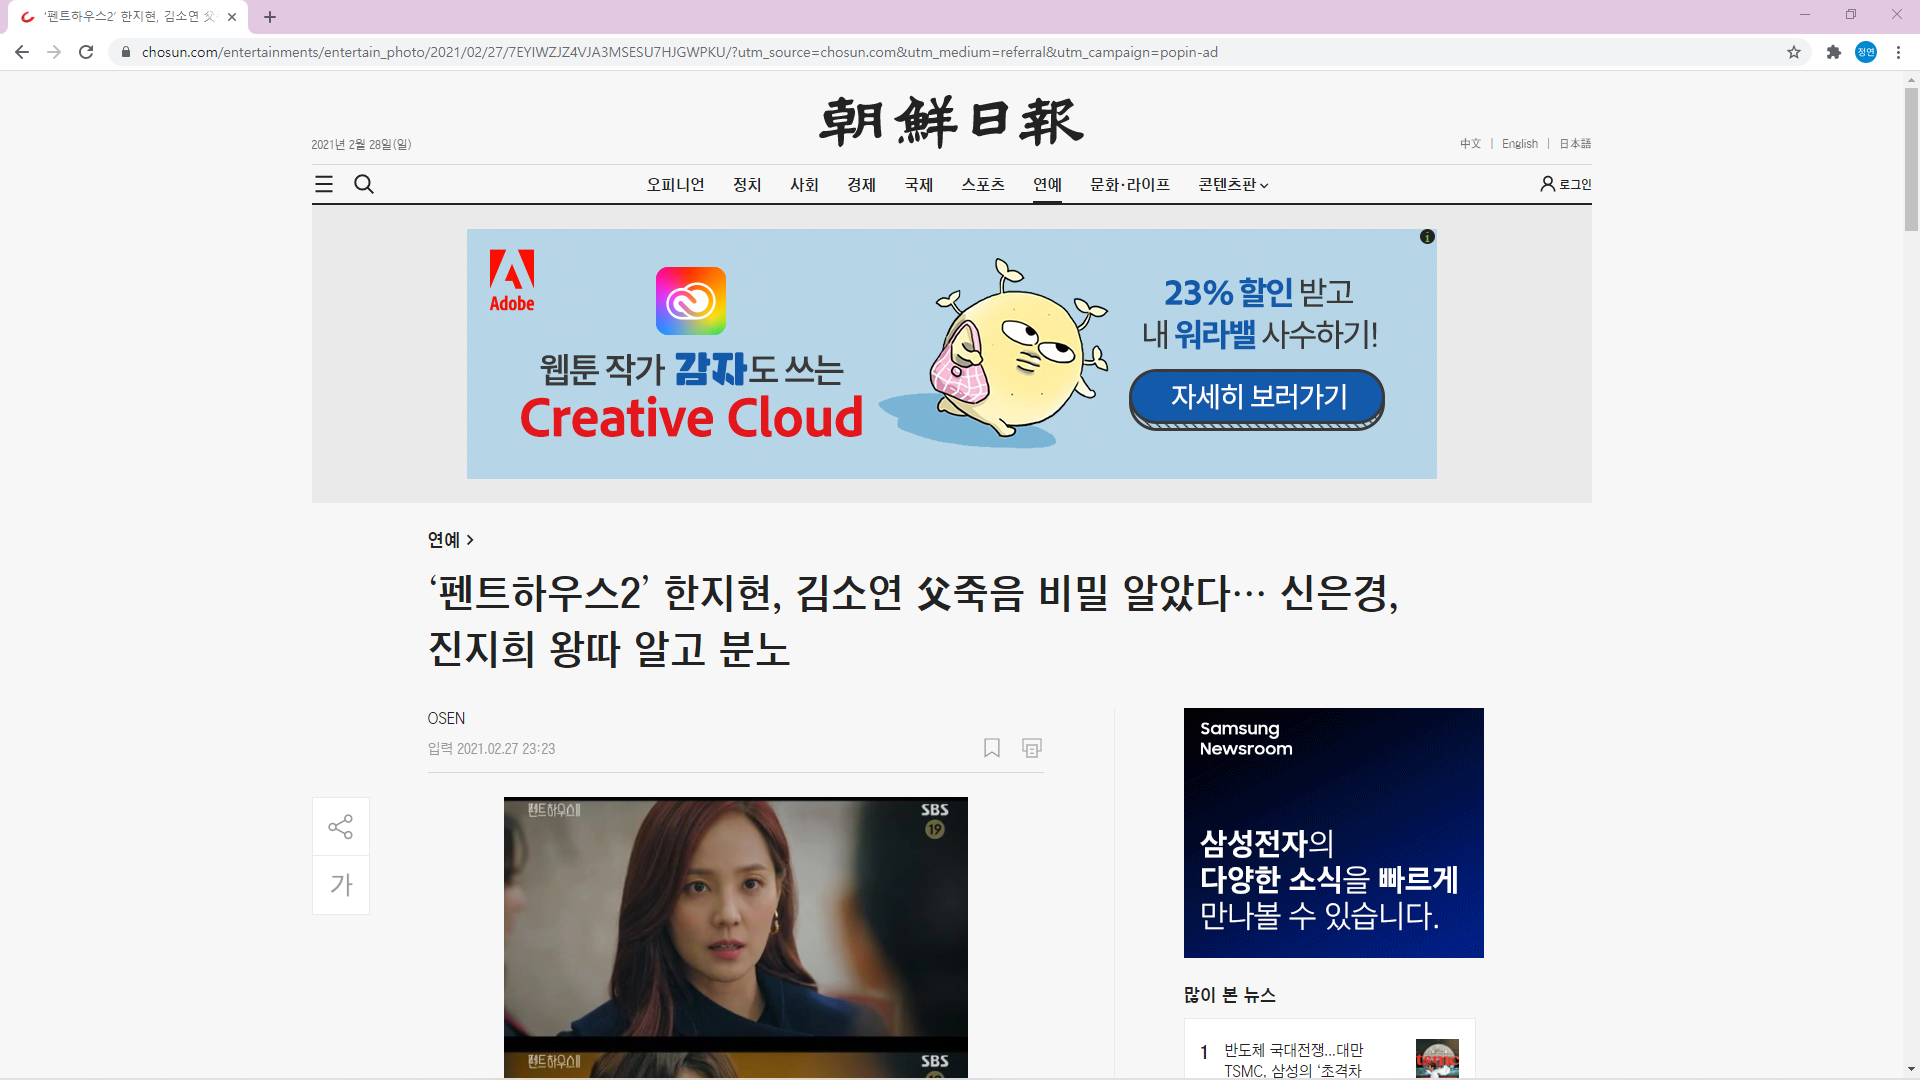 ‘펜트하우스2’ 한지현, 김소연 父
chosun.com/entertainments/entertain_photo/2021/02/27/7EYIWZJZ4VJA3MSESU7HJGWPKU/?utm_source=chosun.com&utm_medium=referral&utm_campaign=popin-ad
정연
朝鮮日報
2021년 2월 28일(일)
中文 | English | 日本語
오피니언 정치 사회 경제 국제 스포츠 연예 문화·라이프 콘텐츠판
로그인
Adobe
웹툰 작가 감자도 쓰는
Creative Cloud
23% 할인 받고
내 워라밸 사수하기!
자세히 보러가기
연예 >
‘펜트하우스2’ 한지현, 김소연 父죽음 비밀 알았다… 신은경,
진지희 왕따 알고 분노
OSEN
입력 2021.02.27 23:23
가
펜트하우스II
SBS
19
펜트하우스II
SBS
Samsung
Newsroom
삼성전자의
다양한 소식을 빠르게
만나볼 수 있습니다.
많이 본 뉴스
1 반도체 국대전쟁...대만
TSMC, 삼성의 ‘초격차
tsmc